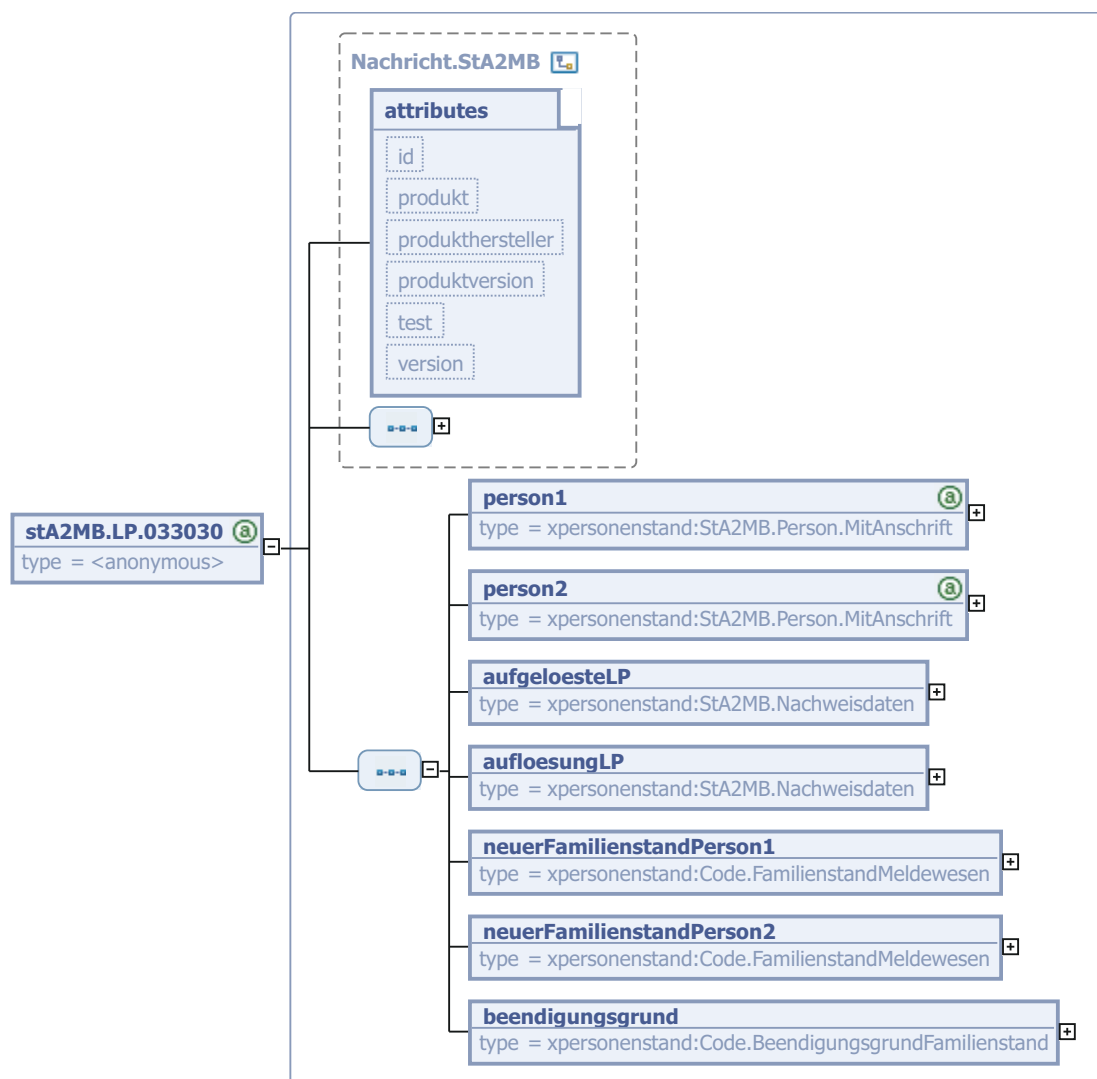 Nachricht.StA2MB
attributes
id
produkt
produkthersteller
produktversion
test
version
stA2MB.LP.033030
type = <anonymous>
person1
type = xpersonenstand:StA2MB.Person.MitAnschrift
person2
type = xpersonenstand:StA2MB.Person.MitAnschrift
aufgeloesteLP
type = xpersonenstand:StA2MB.Nachweisdaten
aufloesungLP
type = xpersonenstand:StA2MB.Nachweisdaten
neuerFamilienstandPerson1
type = xpersonenstand:Code.FamilienstandMeldewesen
neuerFamilienstandPerson2
type = xpersonenstand:Code.FamilienstandMeldewesen
beendigungsgrund
type = xpersonenstand:Code.BeendigungsgrundFamilienstand